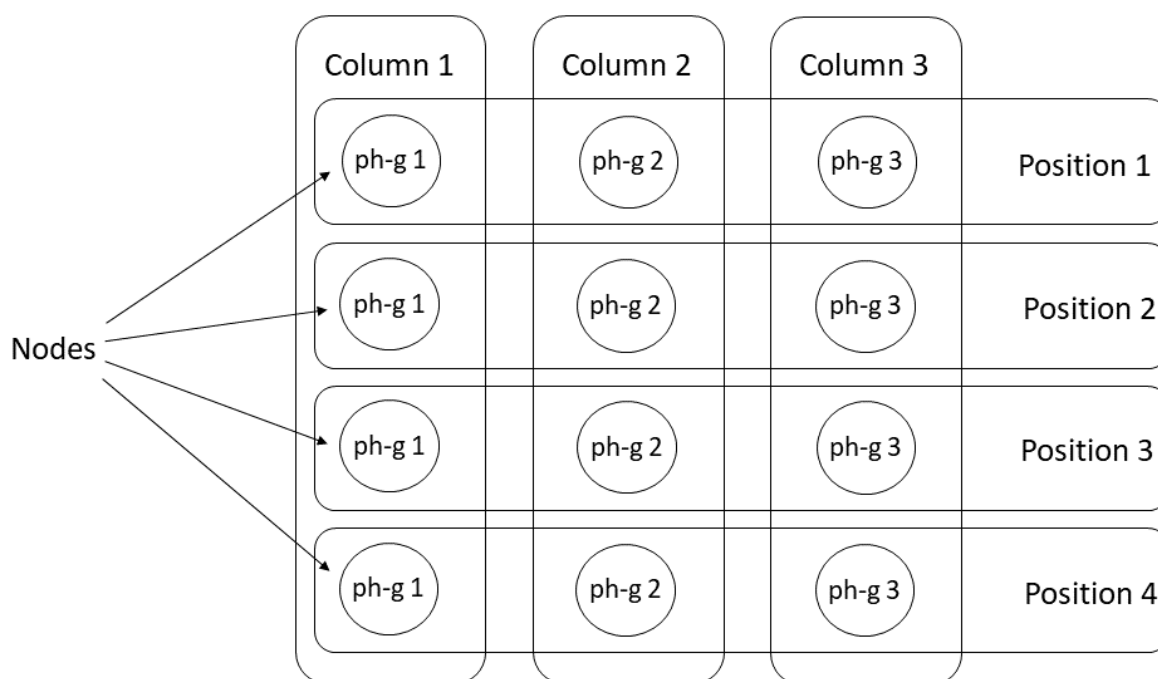 Column 1
Column 2
Column 3
ph-g 1
ph-g 2
ph-g 3
Position 1
ph-g 1
ph-g 2
ph-g 3
Position 2
Nodes
ph-g 1
ph-g 2
ph-g 3
Position 3
ph-g 1
ph-g 2
ph-g 3
Position 4